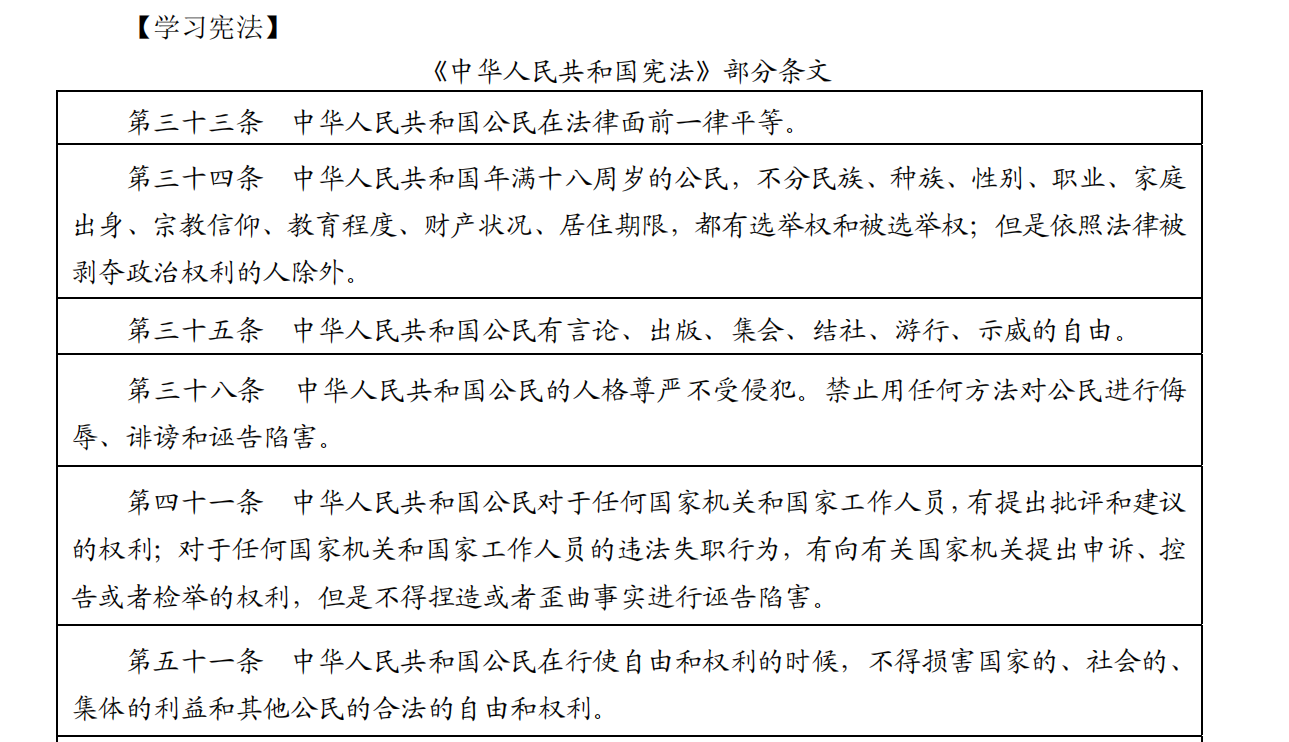 【学习宪法】
《中华人民共和国宪法》部分条文
第三十三条 中华人民共和国公民在法律面前一律平等。
第三十四条 中华人民共和国年满十八周岁的公民，不分民族、种族、性别、职业、家庭
出身、宗教信仰、教育程度、财产状况、居住期限，都有选举权和被选举权；但是依照法律被
剥夺政治权利的人除外。
第三十五条 中华人民共和国公民有言论、出版、集会、结社、游行、示威的自由。
第三十八条 中华人民共和国公民的人格尊严不受侵犯。禁止用任何方法对公民进行侮
辱、诽谤和诬告陷害。
第四十一条 中华人民共和国公民对于任何国家机关和国家工作人员，有提出批评和建议
的权利；对于任何国家机关和国家工作人员的违法失职行为，有向有关国家机关提出申诉、控
告或者检举的权利，但是不得捏造或者歪曲事实进行诬告陷害。
第五十一条 中华人民共和国公民在行使自由和权利的时候，不得损害国家的、社会的、
集体的利益和其他公民的合法的自由和权利。